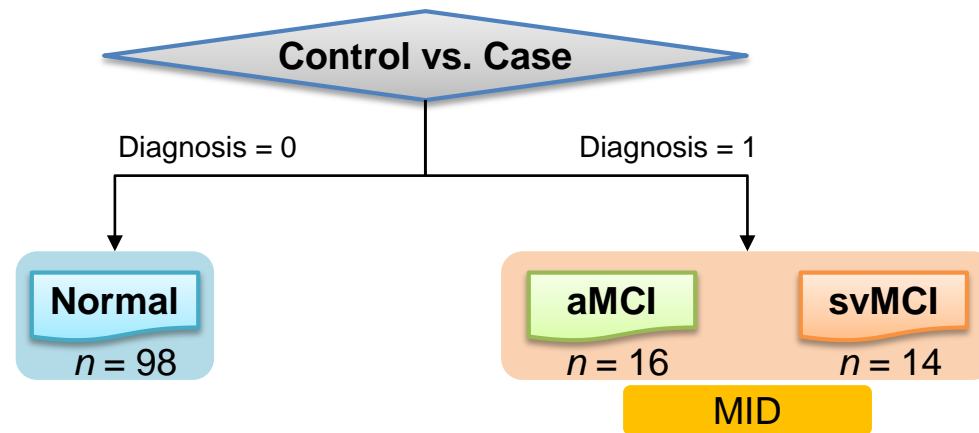 Control vs. Case
Diagnosis = 0
Diagnosis = 1
Normal
n = 98
aMCI
n = 16
svMCI
n = 14
MID